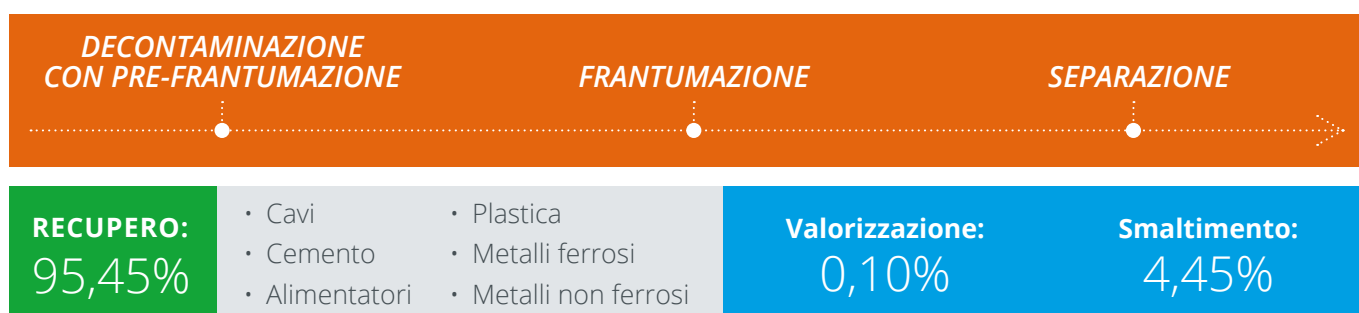 DECONTAMINAZIONE
CON PRE-FRANTUMAZIONE
FRANTUMAZIONE
SEPARAZIONE
RECUPERO:
95,45%
• Cavi
• Cemento
• Alimentatori
• Plastica
• Metalli ferrosi
• Metalli non ferrosi
Valorizzazione:
0,10%
Smaltimento:
4,45%